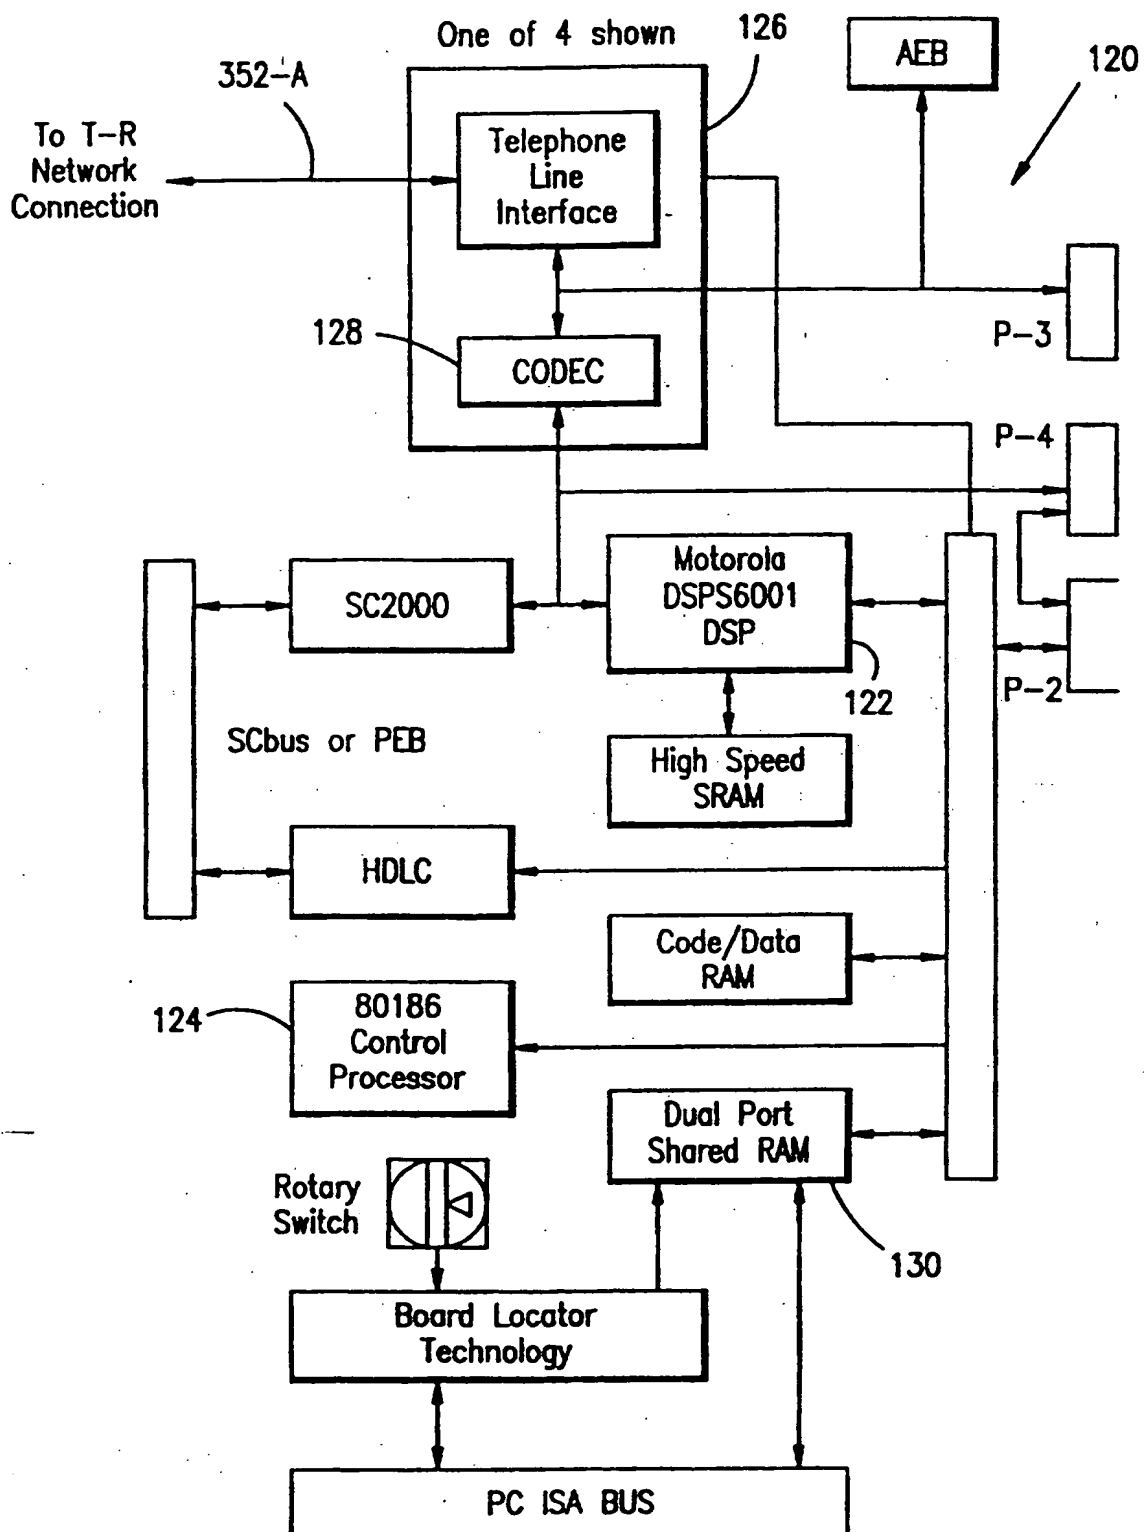 One of 4 shown
126
AEB
120
352-A
To T-R
Network
Connection
Telephone
Line
Interface
P-3
128
CODEC
P-4
SC2000
Motorola
DSPS6001
DSP
122
P-2
SCbus or PEB
High Speed
SRAM
HDLC
Code/Data
RAM
124
80186
Control
Processor
Dual Port
Shared RAM
Rotary
Switch
130
Board Locator
Technology
PC ISA BUS